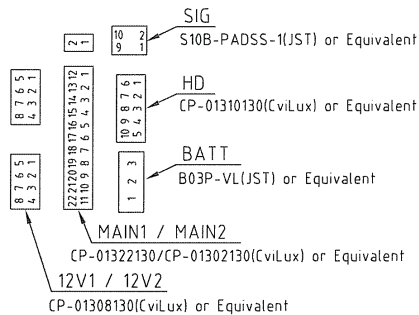 SIG
10 2
9 1
S10B-PADSS-1(JST) or Equivalent
2 1
HD
10 9 8 7 6
5 4 3 2 1
CP-01310130(CviLux) or Equivalent
8 7 6 5
4 3 2 1
22 21 20 19 18 17 16 15 14 13 12
11 10 9 8 7 6 5 4 3 2 1
BATT
1 2 3
B03P-VL(JST) or Equivalent
8 7 6 5
4 3 2 1
MAIN1 / MAIN2
CP-01322130/CP-01302130(CviLux) or Equivalent
12V1 / 12V2
CP-01308130(CviLux) or Equivalent